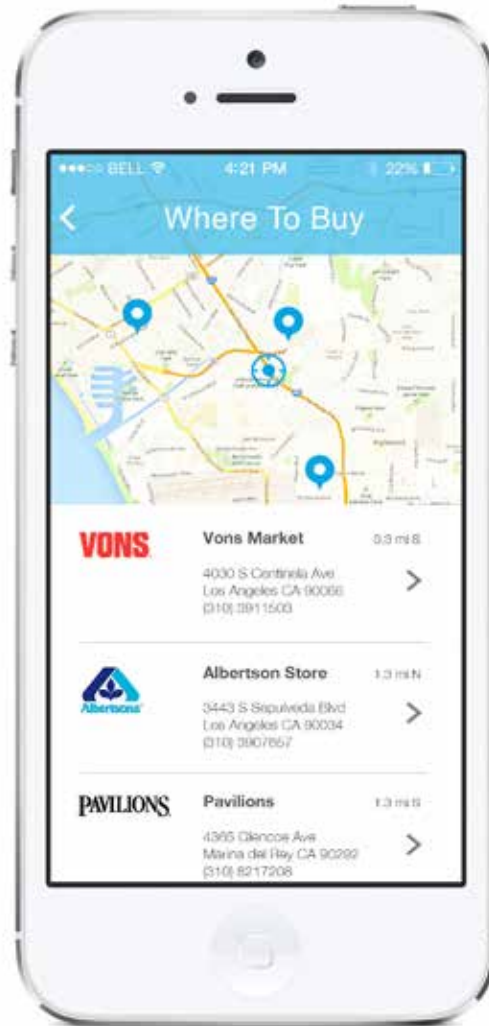 BELL 4:21 PM 22%
Where To Buy
VONS Vons Market 0.3 mi S
4030 S Centinela Ave
Los Angeles CA 90066
(310) 3911503
Albertsons Albertson Store 1.3 mi N
3443 S Sepulveda Blvd
Los Angeles CA 90034
(310) 3907657
PAVILIONS Pavilions 1.3 mi S
4365 Glencoe Ave
Marina del Rey CA 90292
(310) 8217208